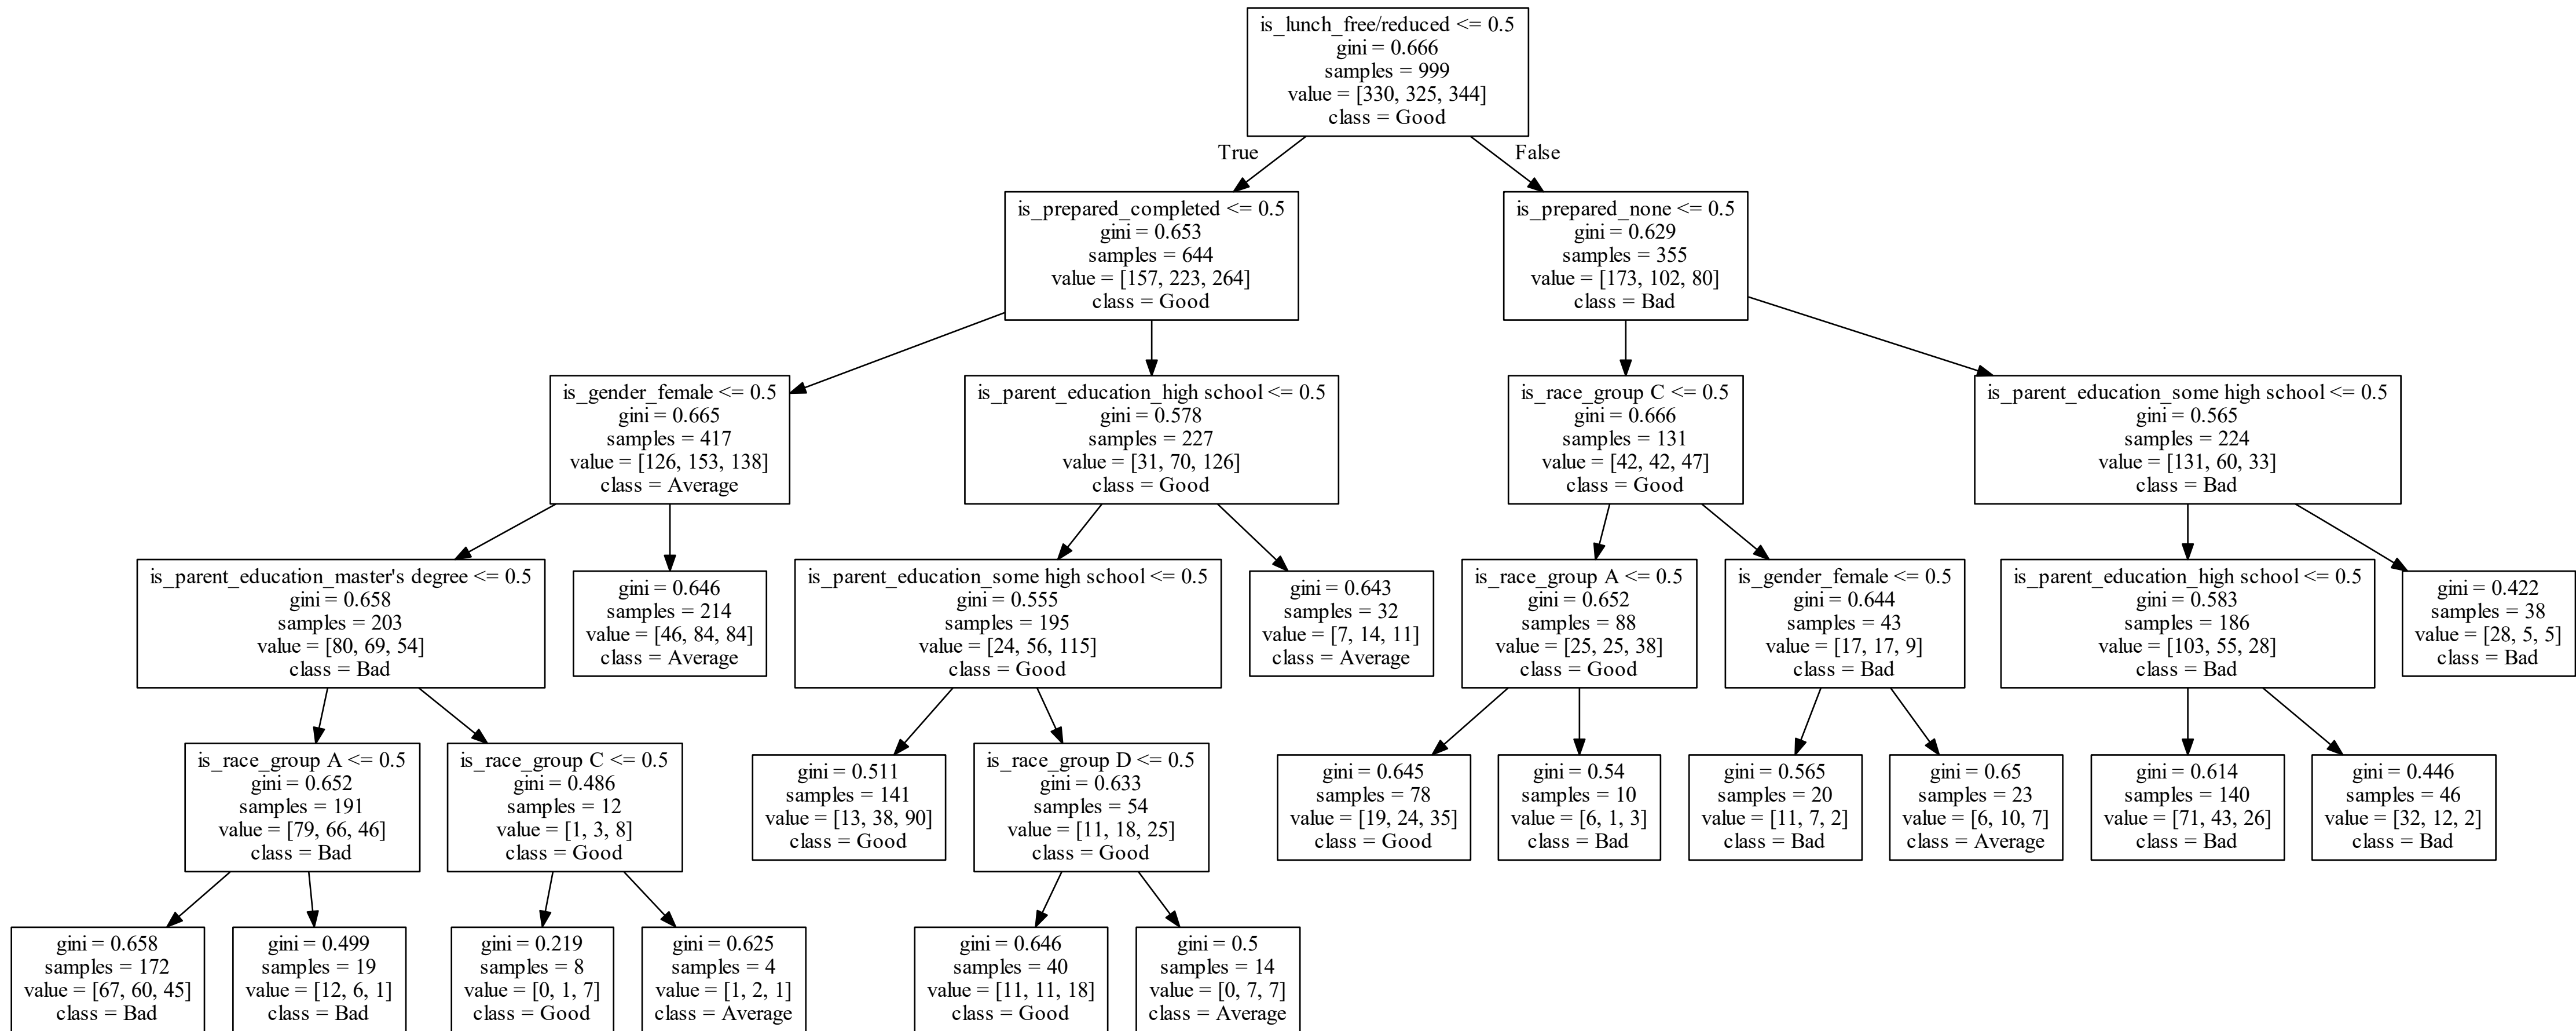 is_lunch_free/reduced <= 0.5
gini = 0.666
samples = 999
value = [330, 325, 344]
class = Good
True
False
is_prepared_completed <= 0.5
gini = 0.653
samples = 644
value = [157, 223, 264]
class = Good
is_prepared_none <= 0.5
gini = 0.629
samples = 355
value = [173, 102, 80]
class = Bad
is_gender_female <= 0.5
gini = 0.665
samples = 417
value = [126, 153, 138]
class = Average
is_parent_education_high school <= 0.5
gini = 0.578
samples = 227
value = [31, 70, 126]
class = Good
is_race_group C <= 0.5
gini = 0.666
samples = 131
value = [42, 42, 47]
class = Good
is_parent_education_some high school <= 0.5
gini = 0.565
samples = 224
value = [131, 60, 33]
class = Bad
is_parent_education_master's degree <= 0.5
gini = 0.658
samples = 203
value = [80, 69, 54]
class = Bad
gini = 0.646
samples = 214
value = [46, 84, 84]
class = Average
is_parent_education_some high school <= 0.5
gini = 0.555
samples = 195
value = [24, 56, 115]
class = Good
gini = 0.643
samples = 32
value = [7, 14, 11]
class = Average
is_race_group A <= 0.5
gini = 0.652
samples = 88
value = [25, 25, 38]
class = Good
is_gender_female <= 0.5
gini = 0.644
samples = 43
value = [17, 17, 9]
class = Bad
is_parent_education_high school <= 0.5
gini = 0.583
samples = 186
value = [103, 55, 28]
class = Bad
gini = 0.422
samples = 38
value = [28, 5, 5]
class = Bad
is_race_group A <= 0.5
gini = 0.652
samples = 191
value = [79, 66, 46]
class = Bad
is_race_group C <= 0.5
gini = 0.486
samples = 12
value = [1, 3, 8]
class = Good
gini = 0.511
samples = 141
value = [13, 38, 90]
class = Good
is_race_group D <= 0.5
gini = 0.633
samples = 54
value = [11, 18, 25]
class = Good
gini = 0.645
samples = 78
value = [19, 24, 35]
class = Good
gini = 0.54
samples = 10
value = [6, 1, 3]
class = Bad
gini = 0.565
samples = 20
value = [11, 7, 2]
class = Bad
gini = 0.65
samples = 23
value = [6, 10, 7]
class = Average
gini = 0.614
samples = 140
value = [71, 43, 26]
class = Bad
gini = 0.446
samples = 46
value = [32, 12, 2]
class = Bad
gini = 0.658
samples = 172
value = [67, 60, 45]
class = Bad
gini = 0.499
samples = 19
value = [12, 6, 1]
class = Bad
gini = 0.219
samples = 8
value = [0, 1, 7]
class = Good
gini = 0.625
samples = 4
value = [1, 2, 1]
class = Average
gini = 0.646
samples = 40
value = [11, 11, 18]
class = Good
gini = 0.5
samples = 14
value = [0, 7, 7]
class = Average